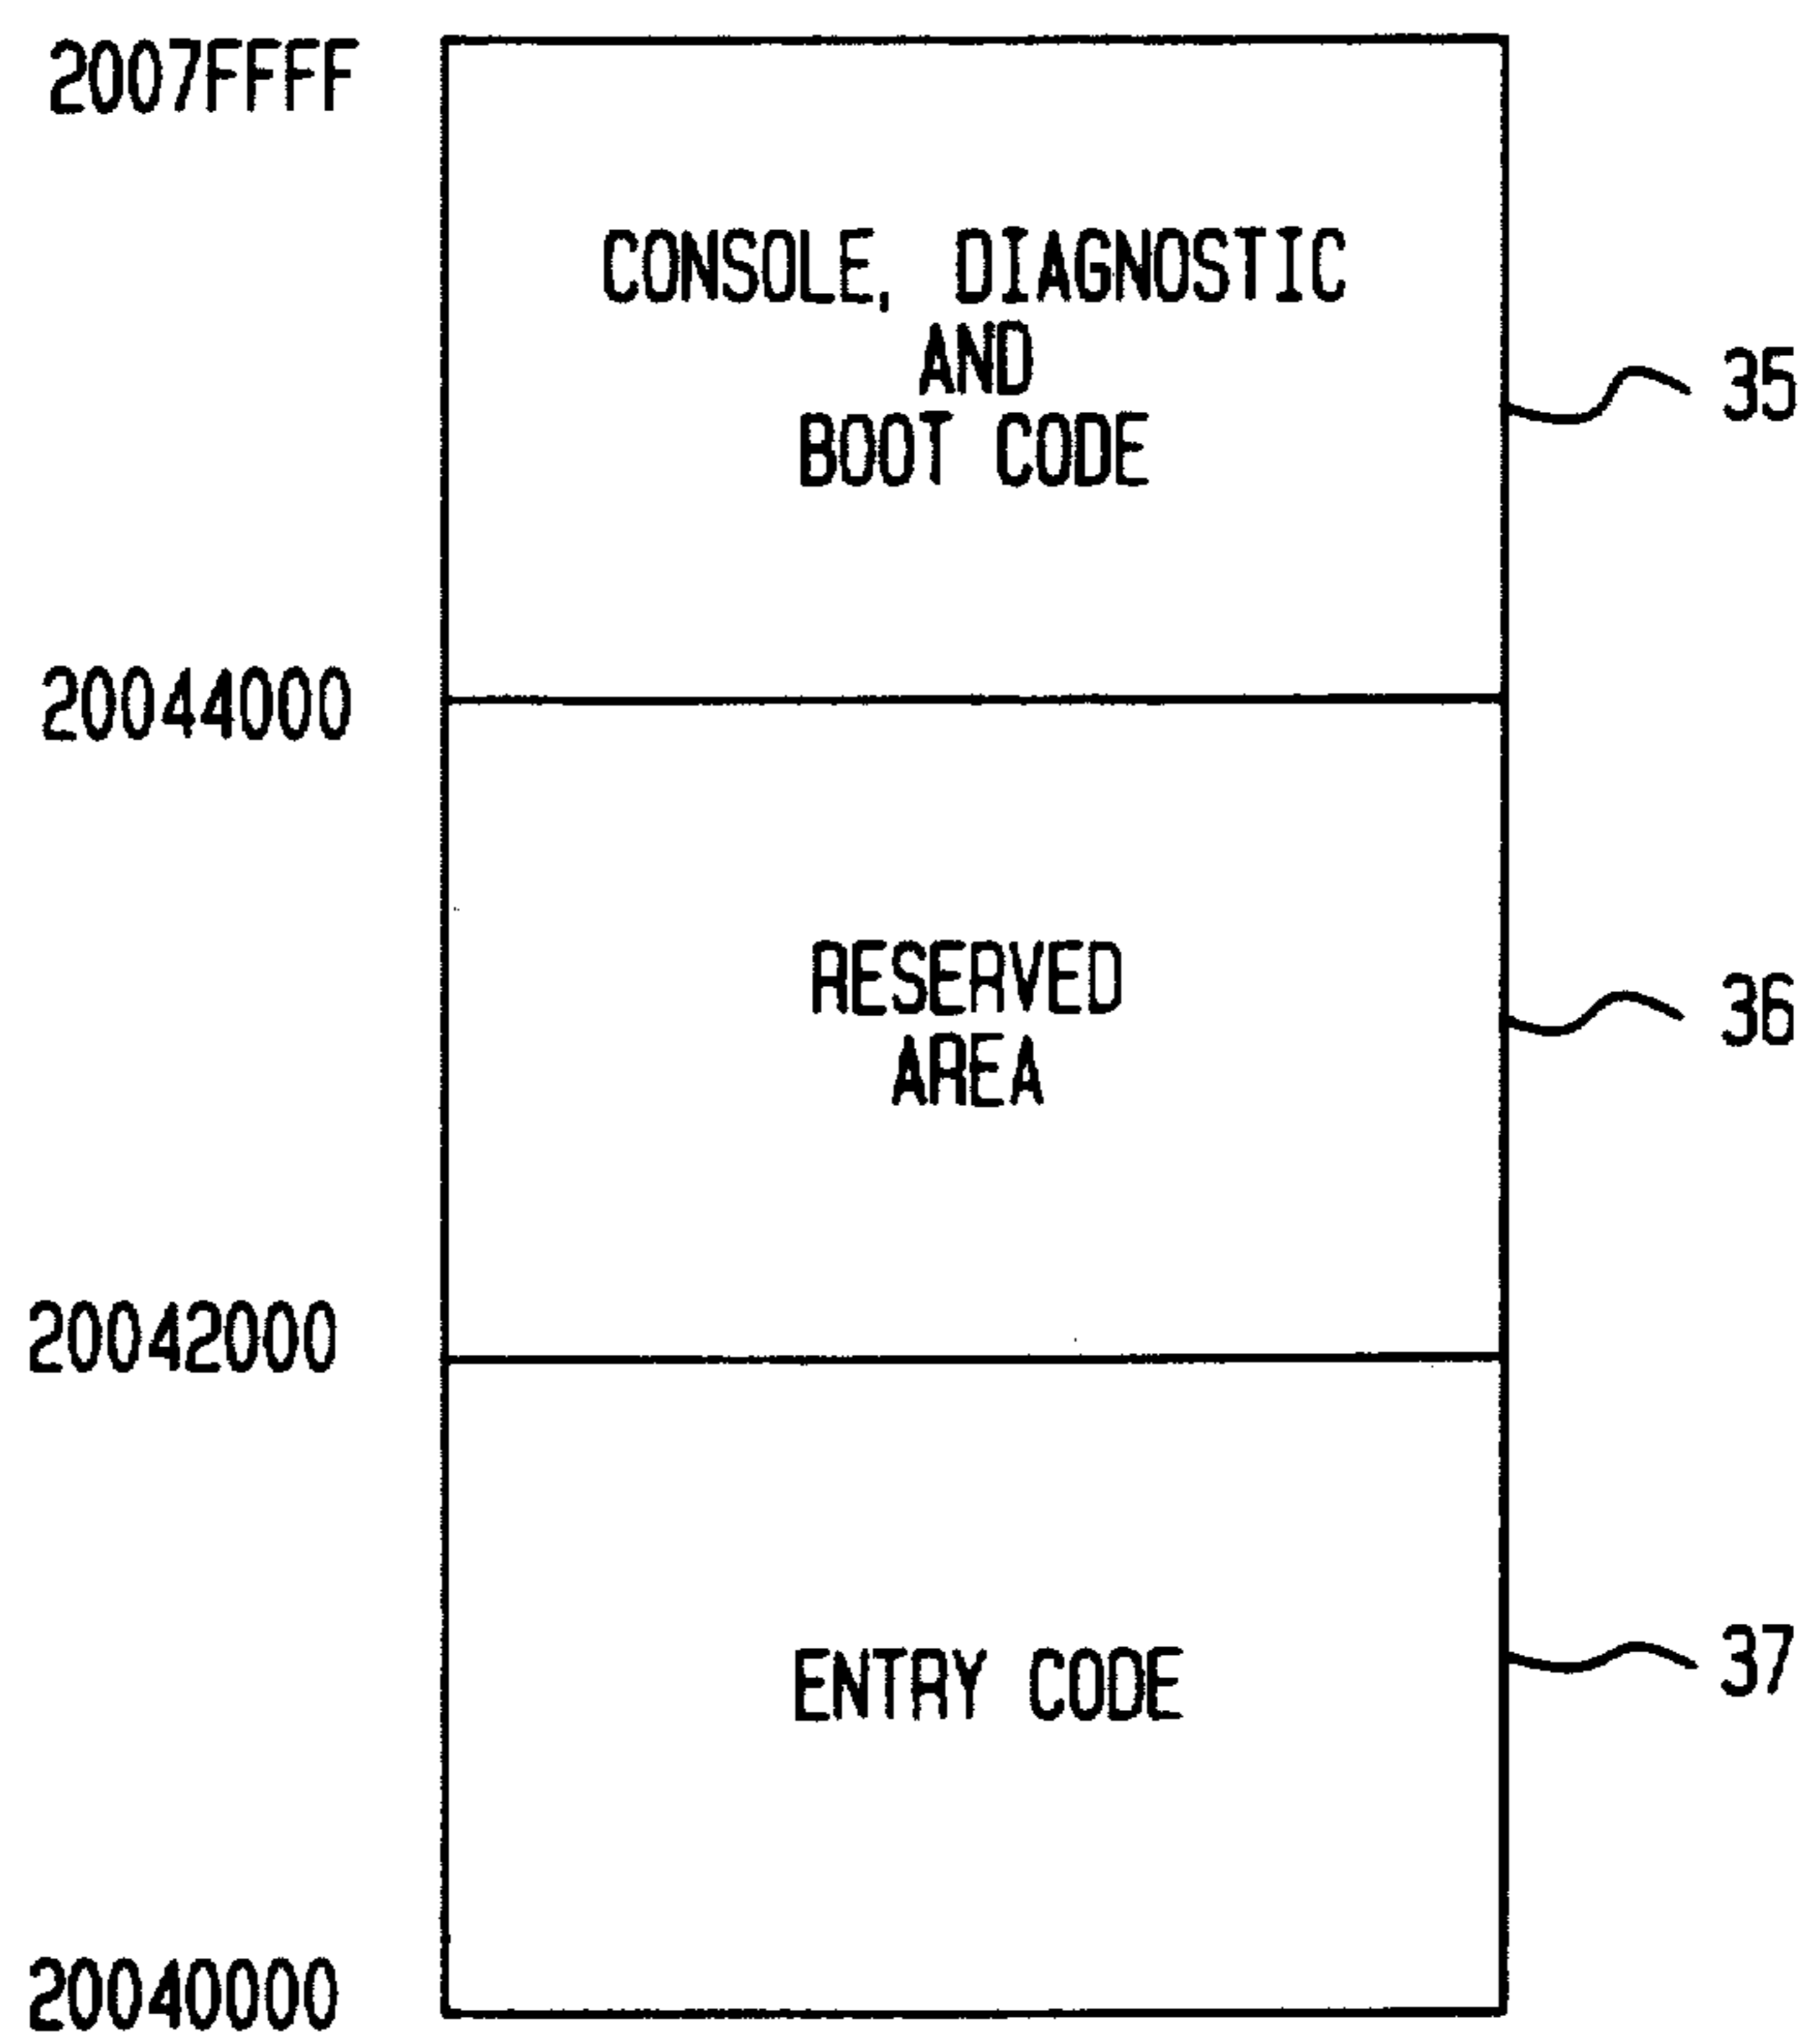 2007FFFF
CONSOLE, DIAGNOSTIC
AND
BOOT CODE
35
20044000
RESERVED
AREA
36
20042000
ENTRY CODE
37
20040000